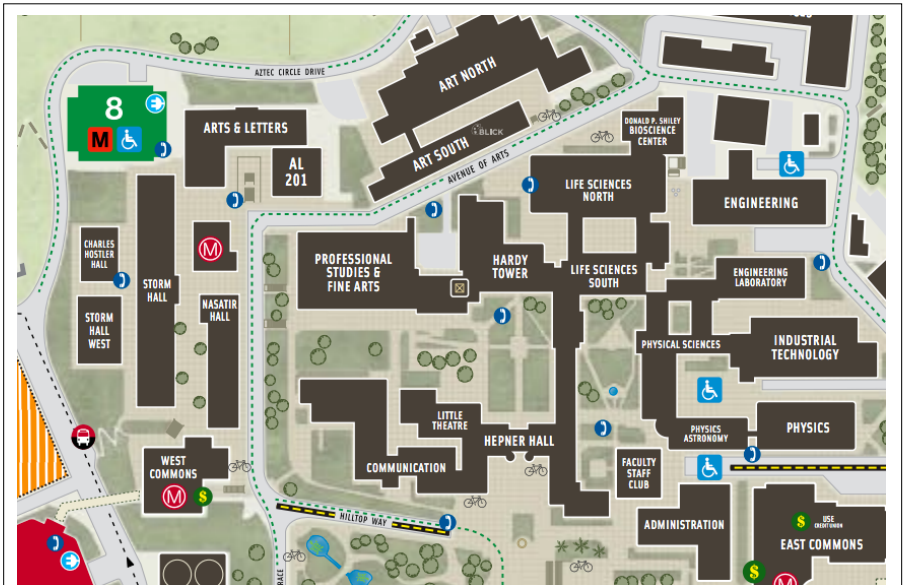 AZTEC CIRCLE DRIVE
ART NORTH
8
M
ARTS & LETTERS
DONALD P. SHILEY
BIOSCIENCE
CENTER
BLICK
ART SOUTH
AVENUE OF ARTS
AL
201
LIFE SCIENCES
NORTH
ENGINEERING
CHARLES
HOSTLER
HALL
M
PROFESSIONAL
STUDIES &
FINE ARTS
HARDY
TOWER
LIFE SCIENCES
SOUTH
ENGINEERING
LABORATORY
STORM
HALL
NASATIR
HALL
STORM
HALL
WEST
PHYSICAL SCIENCES
INDUSTRIAL
TECHNOLOGY
LITTLE
THEATRE
HEPNER HALL
PHYSICS
ASTRONOMY
PHYSICS
WEST
COMMONS
M
$
COMMUNICATION
FACULTY
STAFF
CLUB
HILLTOP WAY
ADMINISTRATION
$
USE
CREDIT UNION
EAST COMMONS
$
M